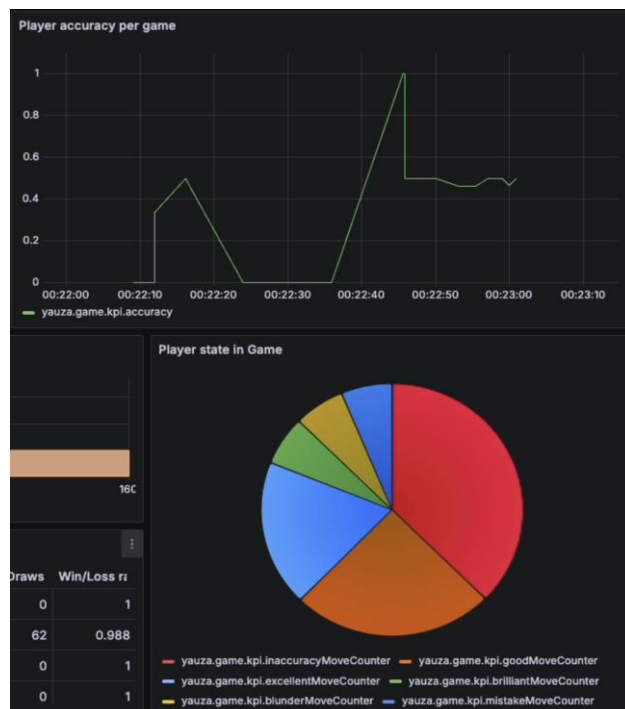 Player accuracy per game
1
0.8
0.6
0.4
0.2
0
00:22:00 00:22:10 00:22:20 00:22:30 00:22:40 00:22:50 00:23:00 00:23:10
yauza.game.kpi.accuracy
Player state in Game
160
Draws Win/Loss ra
0 1
62 0.988
0 1
0 1
yauza.game.kpi.inaccuracyMoveCounter yauza.game.kpi.goodMoveCounter
yauza.game.kpi.excellentMoveCounter yauza.game.kpi.brilliantMoveCounter
yauza.game.kpi.blunderMoveCounter yauza.game.kpi.mistakeMoveCounter